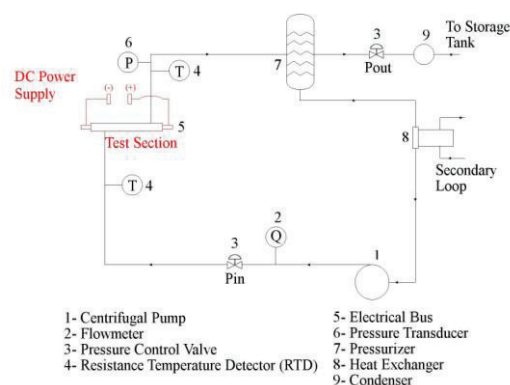 6
P
T
4
DC Power
Supply
(-)
(+)
5
Test Section
T
4
7
3
Pout
9
To Storage
Tank
8
Secondary
Loop
3
Pin
2
Q
1
1- Centrifugal Pump
2- Flowmeter
3- Pressure Control Valve
4- Resistance Temperature Detector (RTD)
5- Electrical Bus
6- Pressure Transducer
7- Pressurizer
8- Heat Exchanger
9- Condenser